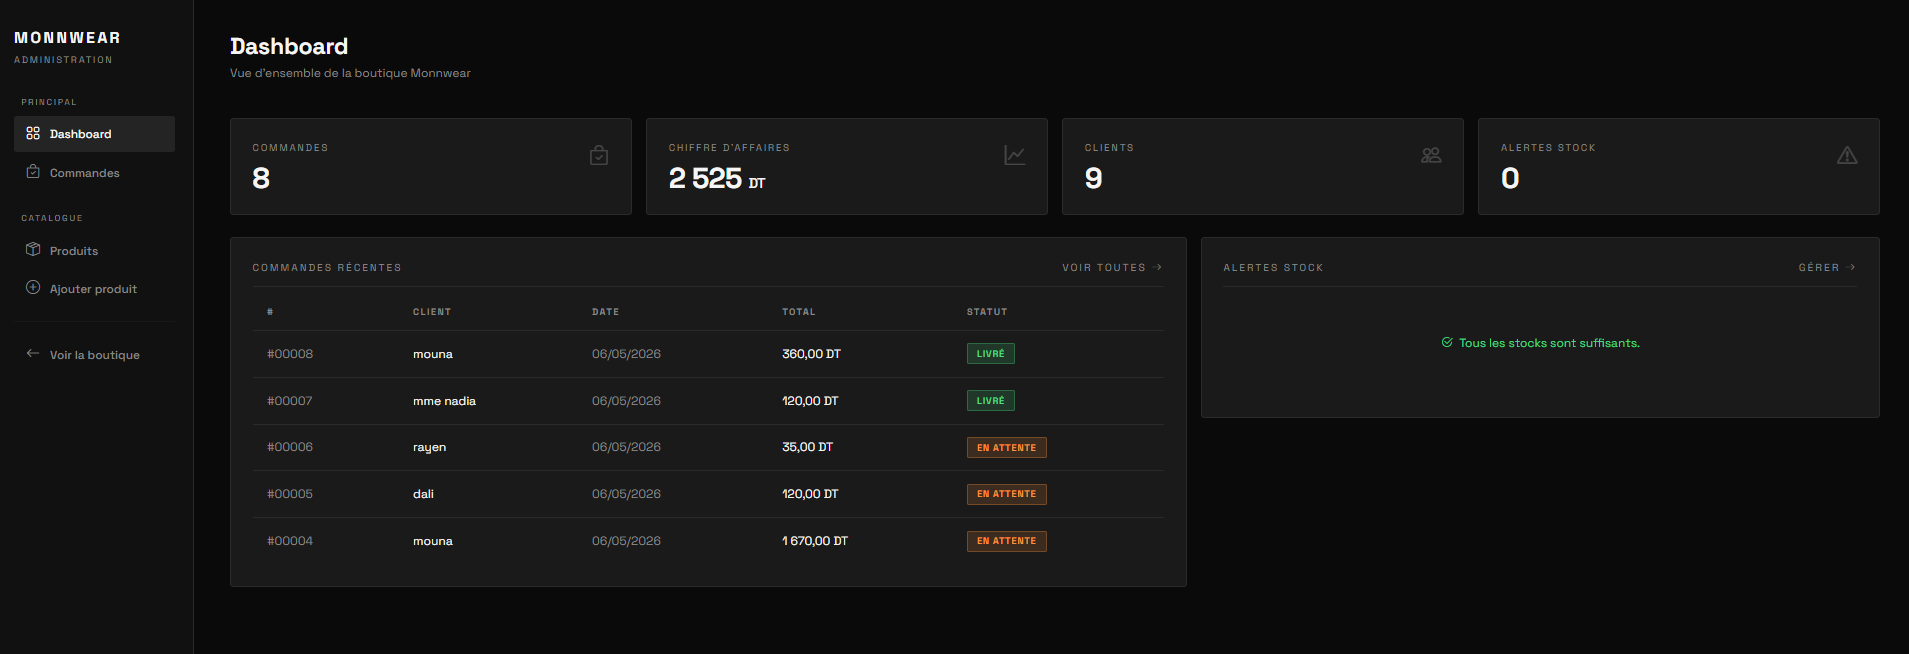 MONNWEAR
ADMINISTRATION
PRINCIPAL
Dashboard
Commandes
CATALOGUE
Produits
Ajouter produit
Voir la boutique
Dashboard
Vue d'ensemble de la boutique Monnwear
COMMANDES
8
CHIFFRE D'AFFAIRES
2 525 DT
CLIENTS
9
ALERTES STOCK
0
COMMANDES RÉCENTES VOIR TOUTES →
# CLIENT DATE TOTAL STATUT
#00008 mouna 06/05/2026 360,00 DT LIVRÉ
#00007 mme nadia 06/05/2026 120,00 DT LIVRÉ
#00006 rayen 06/05/2026 35,00 DT EN ATTENTE
#00005 dali 06/05/2026 120,00 DT EN ATTENTE
#00004 mouna 06/05/2026 1 670,00 DT EN ATTENTE
ALERTES STOCK GÉRER →
Tous les stocks sont suffisants.